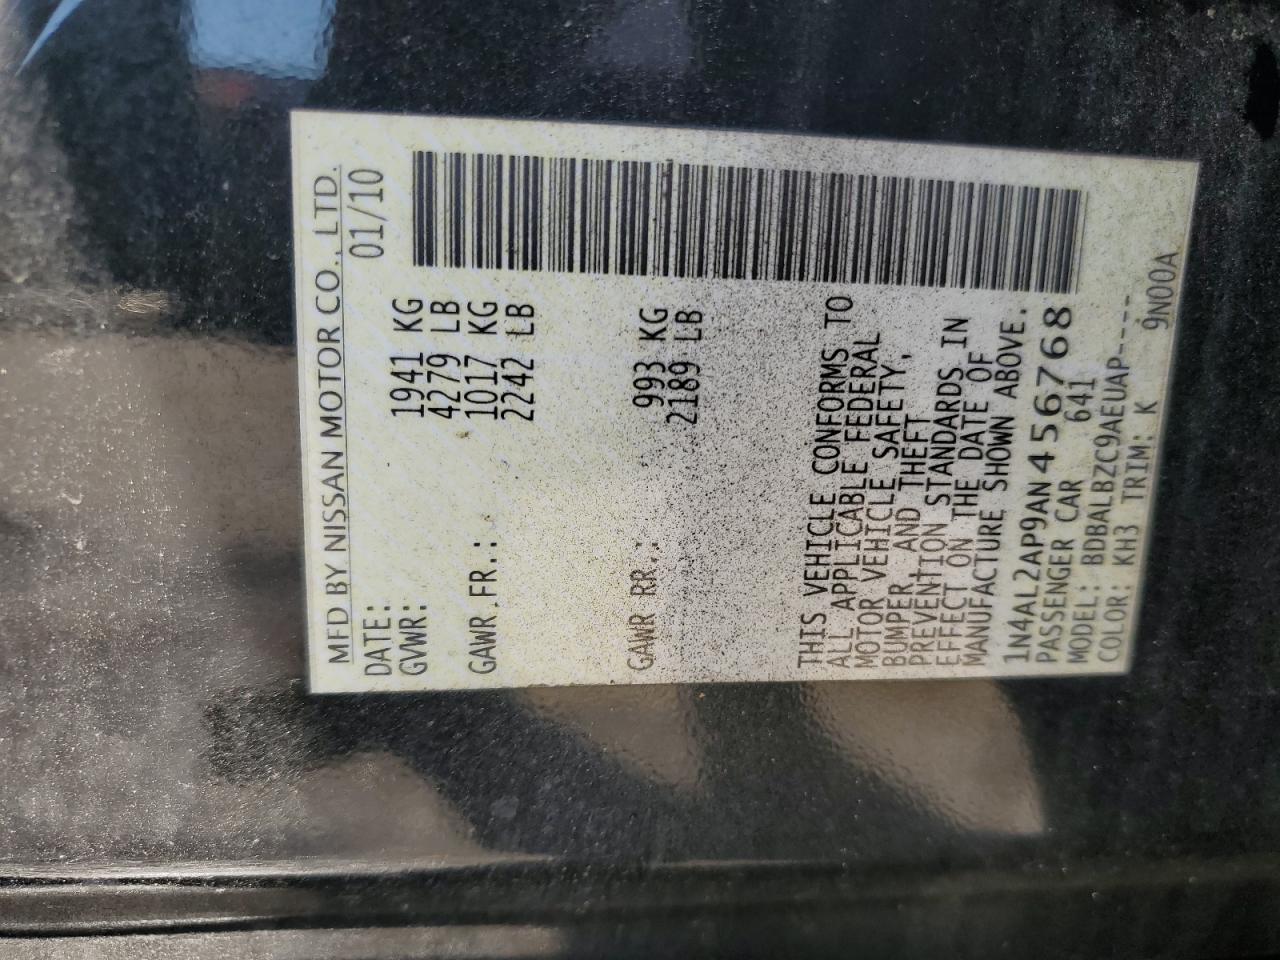 MFD BY NISSAN MOTOR CO., LTD.
DATE: 01/10
GVWR: 1941 KG
4279 LB
GAWR FR.: 1017 KG
2242 LB
GAWR RR.: 993 KG
2189 LB
THIS VEHICLE CONFORMS TO
ALL APPLICABLE FEDERAL
MOTOR VEHICLE SAFETY,
BUMPER AND THEFT
PREVENTION STANDARDS IN
EFFECT ON THE DATE OF
MANUFACTURE SHOWN ABOVE.
1N4AL2AP9AN456768
PASSENGER CAR 641
MODEL: BDBALBZC9AEUAP----
COLOR: KH3 TRIM: K 9N00A